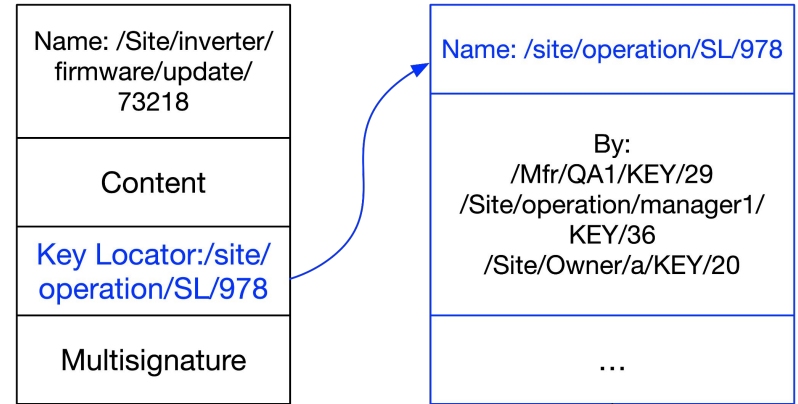 Name: /Site/inverter/
firmware/update/
73218
Content
Key Locator:/site/
operation/SL/978
Multisignature
Name: /site/operation/SL/978
By:
/Mfr/QA1/KEY/29
/Site/operation/manager1/
KEY/36
/Site/Owner/a/KEY/20
...